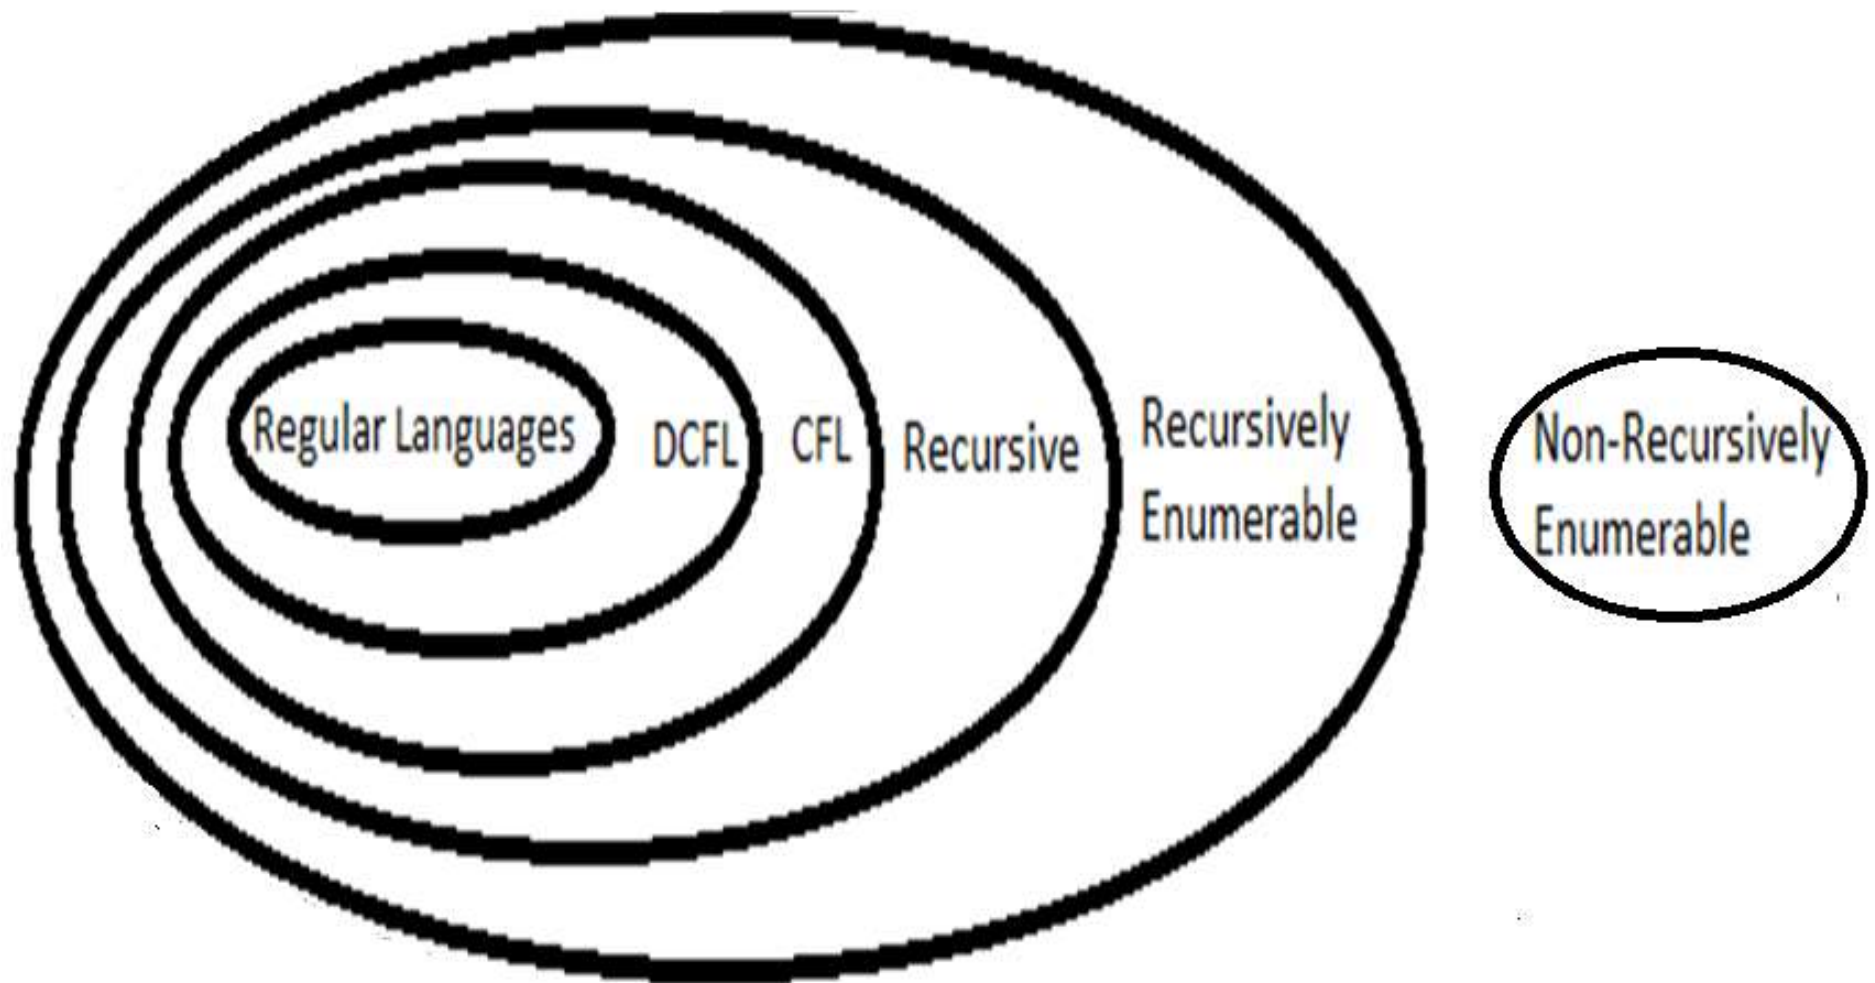 Regular Languages
DCFL
CFL
Recursive
Recursively
Enumerable
Non-Recursively
Enumerable